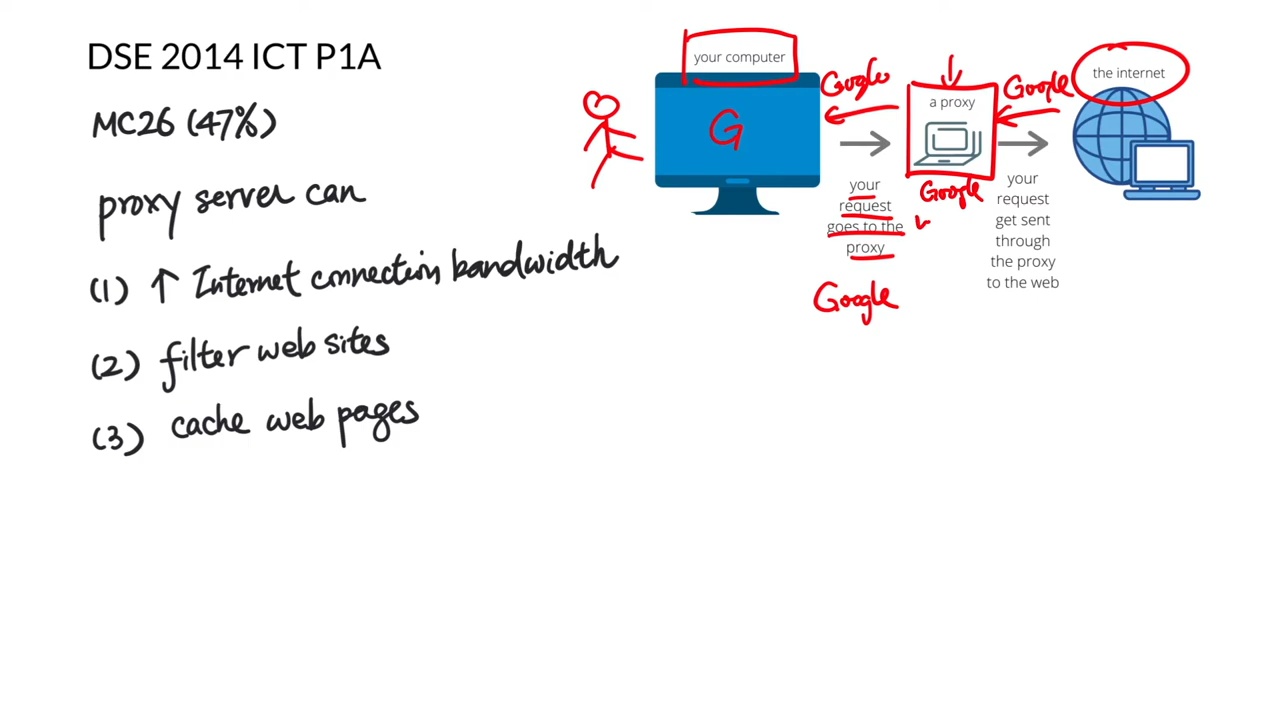 DSE 2014 ICT P1A
MC26 (47%)
proxy server can
(1) ↑ Internet connection bandwidth
(2) filter web sites
(3) cache web pages
your computer
G
Google
a proxy
Google
the internet
your
request
goes to the
proxy
Google
Google
your
request
get sent
through
the proxy
to the web